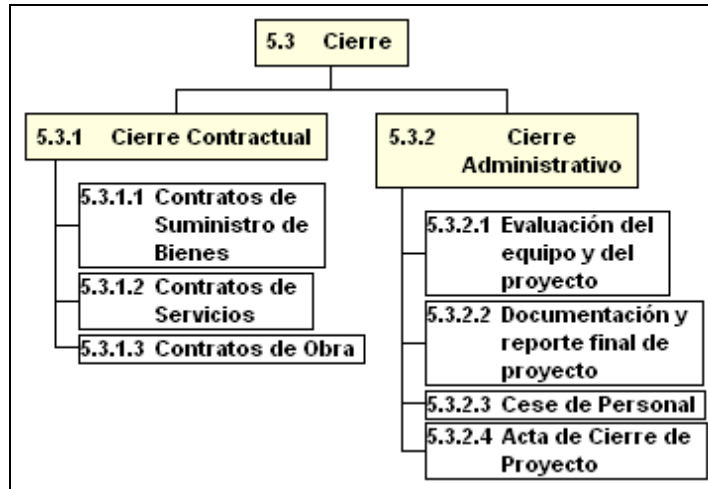 5.3 Cierre
5.3.1 Cierre Contractual
5.3.1.1 Contratos de
Suministro de
Bienes
5.3.1.2 Contratos de
Servicios
5.3.1.3 Contratos de Obra
5.3.2 Cierre
Administrativo
5.3.2.1 Evaluación del
equipo y del
proyecto
5.3.2.2 Documentación y
reporte final de
proyecto
5.3.2.3 Cese de Personal
5.3.2.4 Acta de Cierre de
Proyecto